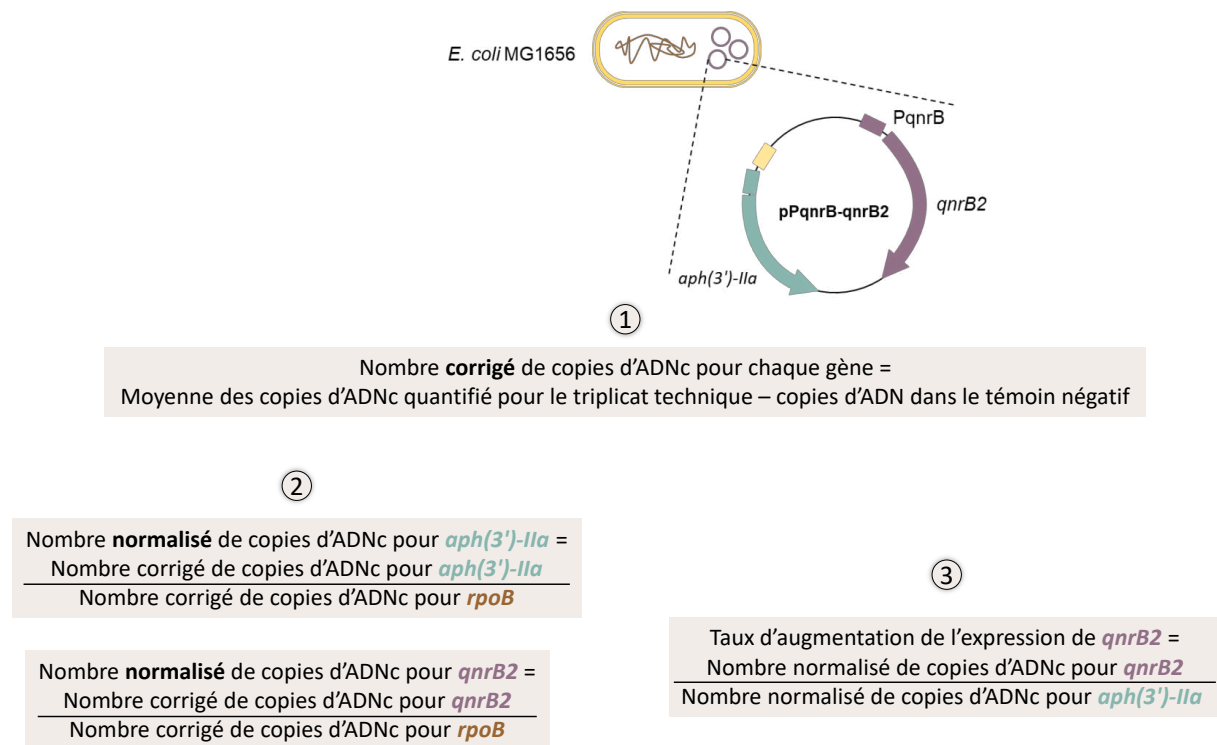 E. coli MG1656
PqnrB
pPqnrB-qnrB2
qnrB2
aph(3')-IIa
1
Nombre corrigé de copies d'ADNc pour chaque gène =
Moyenne des copies d'ADNc quantifié pour le triplicat technique – copies d'ADN dans le témoin négatif
2
Nombre normalisé de copies d'ADNc pour aph(3')-IIa =
Nombre corrigé de copies d'ADNc pour aph(3')-IIa
Nombre corrigé de copies d'ADNc pour rpoB
Nombre normalisé de copies d'ADNc pour qnrB2 =
Nombre corrigé de copies d'ADNc pour qnrB2
Nombre corrigé de copies d'ADNc pour rpoB
3
Taux d'augmentation de l'expression de qnrB2 =
Nombre normalisé de copies d'ADNc pour qnrB2
Nombre normalisé de copies d'ADNc pour aph(3')-IIa